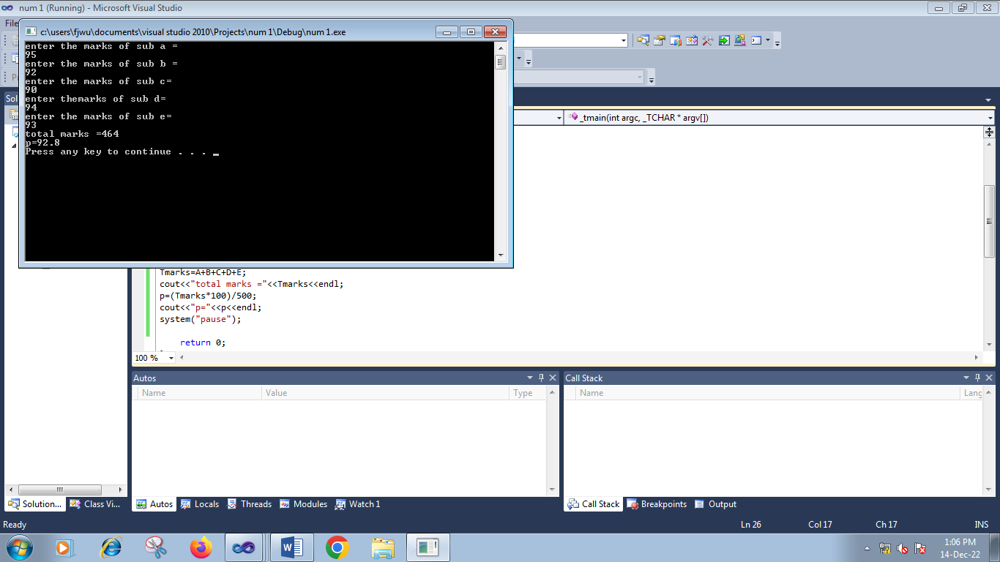 num 1 (Running) - Microsoft Visual Studio
File
c:\users\fjwu\documents\visual studio 2010\Projects\num 1\Debug\num 1.exe
enter the marks of sub a =
95
enter the marks of sub b =
92
enter the marks of sub c=
90
enter themarks of sub d=
94
enter the marks of sub e=
93
total marks =464
p=92.8
Press any key to continue . . .
Sol
_tmain(int argc, _TCHAR * argv[])
Tmarks=A+B+C+D+E;
cout<<"total marks ="<<Tmarks<<endl;
p=(Tmarks*100)/500;
cout<<"p="<<p<<endl;
system("pause");
return 0;
100 %
Autos
Name Value Type
Call Stack
Name Lang
Solution... Class Vi...
Autos Locals Threads Modules Watch 1
Call Stack Breakpoints Output
Ready Ln 26 Col 17 Ch 17 INS
1:06 PM
14-Dec-22